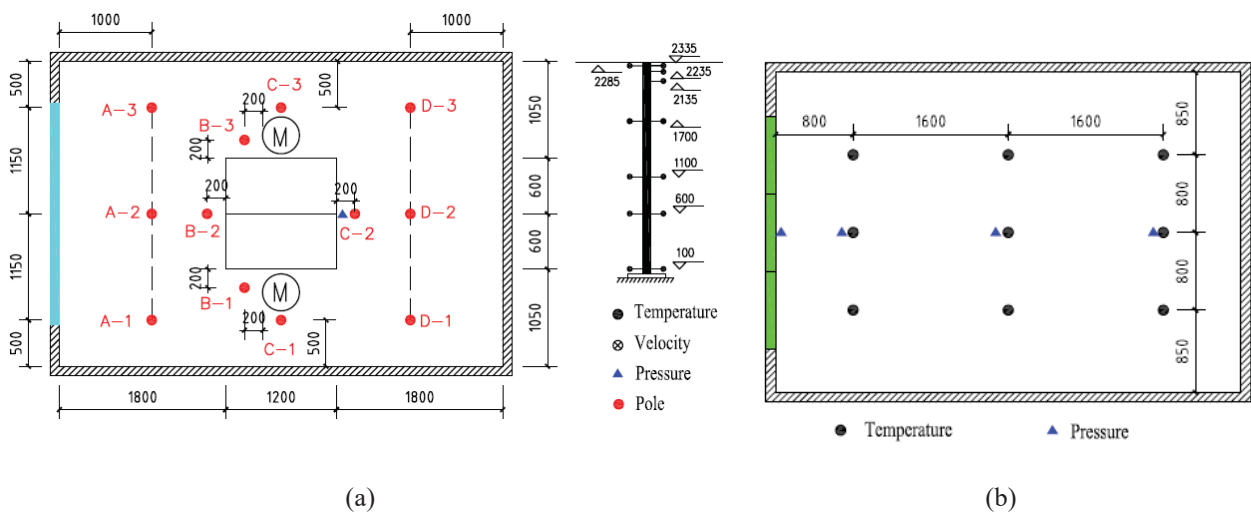 1000
1000
500
1150
1150
500
A-3
A-2
A-1
200
C-3
B-3
M
200
200
B-2
200
C-2
500
D-3
D-2
D-1
200
B-1
M
200
C-1
500
1050
600
600
1050
1800
1200
1800
2335
2285
2235
2135
1700
1100
600
100
Temperature
Velocity
Pressure
Pole
800
1600
1600
850
800
800
850
Temperature
Pressure
(a)
(b)